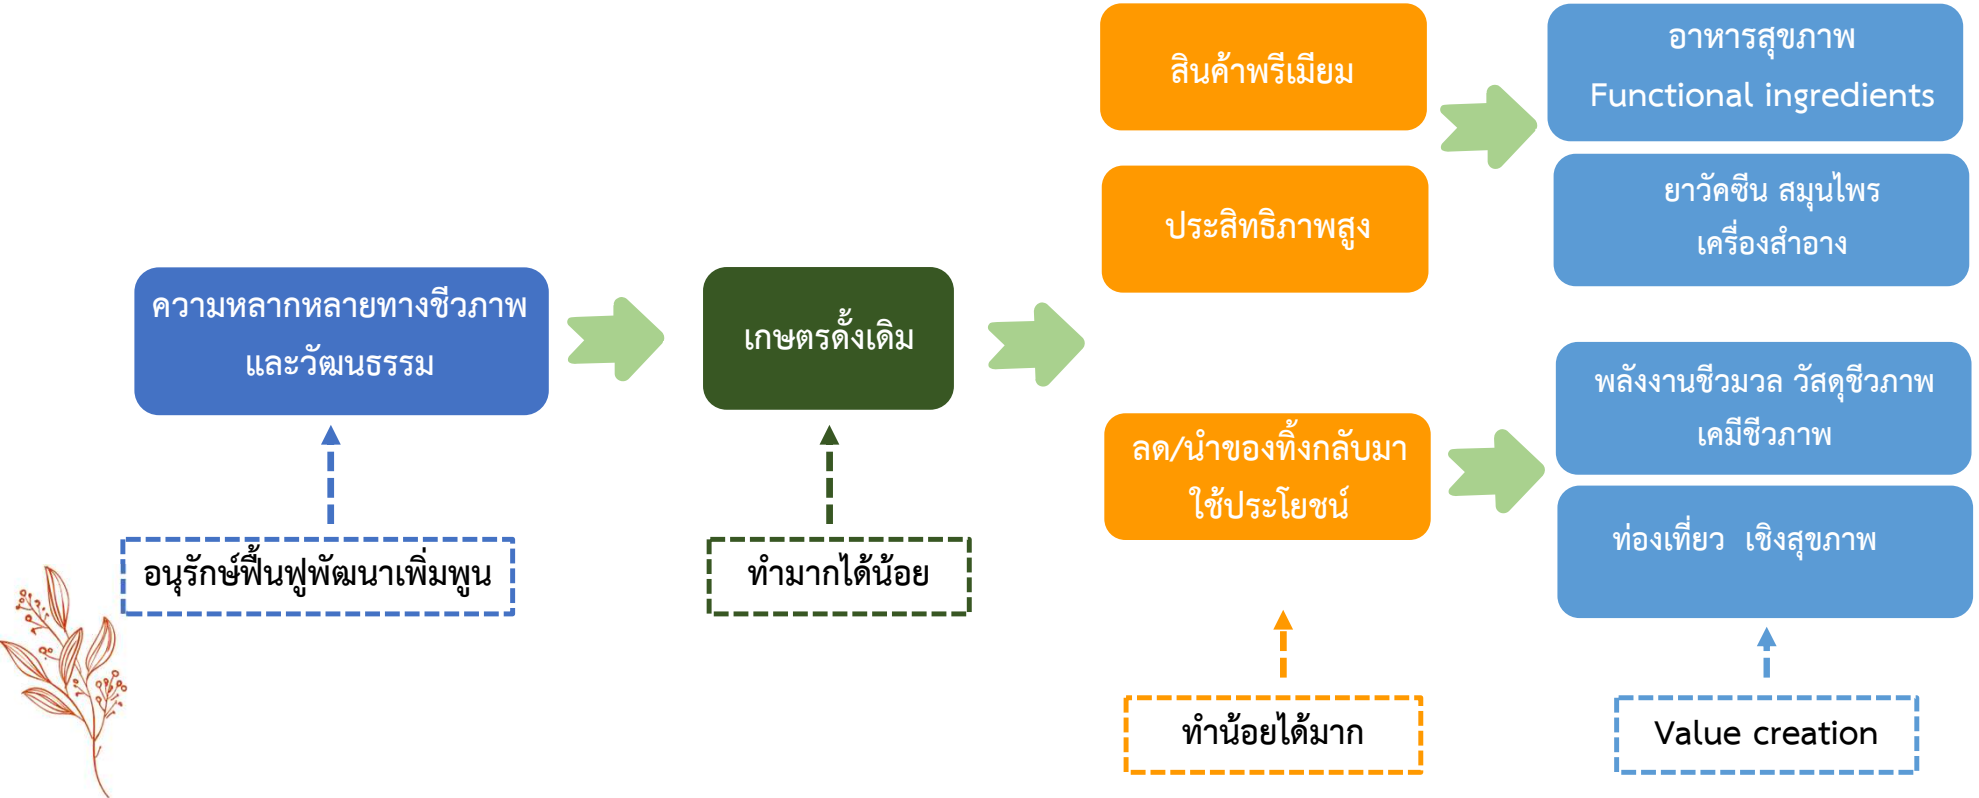 ความหลากหลายทางชีวภาพ
และวัฒนธรรม
อนุรักษ์ฟื้นฟูพัฒนาเพิ่มพูน
เกษตรดั้งเดิม
ทำมากได้น้อย
สินค้าพรีเมียม
ประสิทธิภาพสูง
ลด/นำของทิ้งกลับมา
ใช้ประโยชน์
ทำน้อยได้มาก
อาหารสุขภาพ
Functional ingredients
ยาวัคซีน สมุนไพร
เครื่องสำอาง
พลังงานชีวมวล วัสดุชีวภาพ
เคมีชีวภาพ
ท่องเที่ยว เชิงสุขภาพ
Value creation